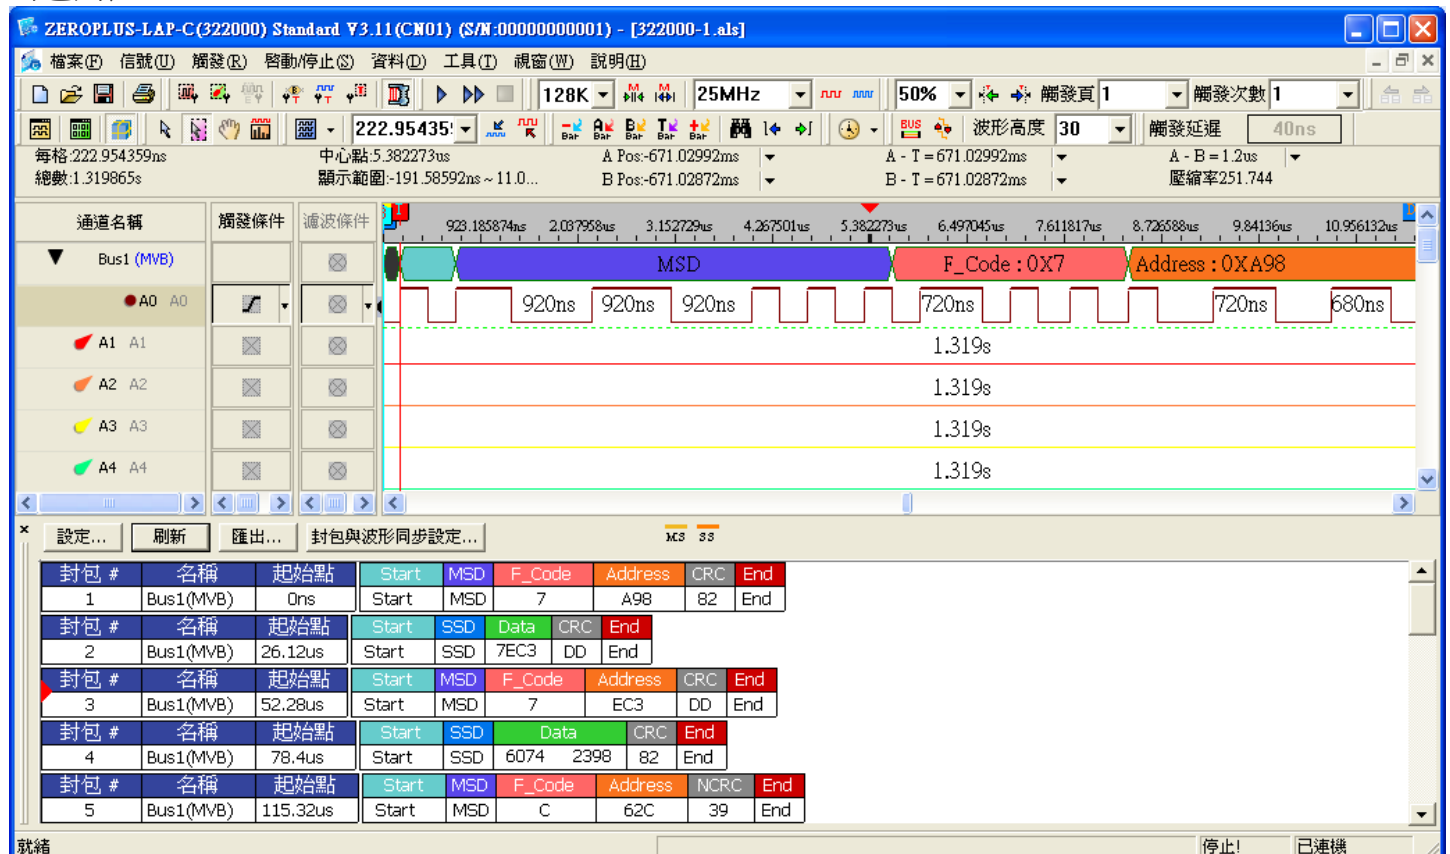 ZEROPLUS-LAP-C(322000) Standard V3.11(CN01) (S/N:00000000001) - [322000-1.als]
檔案(F) 信號(U) 觸發(R) 啓動/停止(S) 資料(D) 工具(T) 視窗(W) 說明(H)
128K 25MHz 50% 觸發頁 1 觸發次數 1
222.95435! Bar Bar Bar Bar Bar BUS 波形高度 30 觸發延遲 40ns
每格:222.954359ns 中心點:5.382273us A Pos:-671.02992ms A - T = 671.02992ms A - B = 1.2us
總數:1.319865s 顯示範圍:-191.58592ns ~ 11.0... B Pos:-671.02872ms B - T = 671.02872ms 壓縮率251.744
通道名稱 觸發條件 濾波條件 923.185874ns 2.037958us 3.152729us 4.267501us 5.382273us 6.497045us 7.611817us 8.726588us 9.84136us 10.956132us
Bus1 (MVB) MSD F_Code : 0X7 Address : 0XA98
A0 A0 920ns 920ns 920ns 720ns 720ns 680ns
A1 A1 1.319s
A2 A2 1.319s
A3 A3 1.319s
A4 A4 1.319s
設定... 刷新 匯出... 封包與波形同步設定... MS SS
封包 # 名稱 起始點 Start MSD F_Code Address CRC End
1 Bus1(MVB) 0ns Start MSD 7 A98 82 End
封包 # 名稱 起始點 Start SSD Data CRC End
2 Bus1(MVB) 26.12us Start SSD 7EC3 DD End
封包 # 名稱 起始點 Start MSD F_Code Address CRC End
3 Bus1(MVB) 52.28us Start MSD 7 EC3 DD End
封包 # 名稱 起始點 Start SSD Data CRC End
4 Bus1(MVB) 78.4us Start SSD 6074 2398 82 End
封包 # 名稱 起始點 Start MSD F_Code Address NCRC End
5 Bus1(MVB) 115.32us Start MSD C 62C 39 End
就緒 停止! 已連機